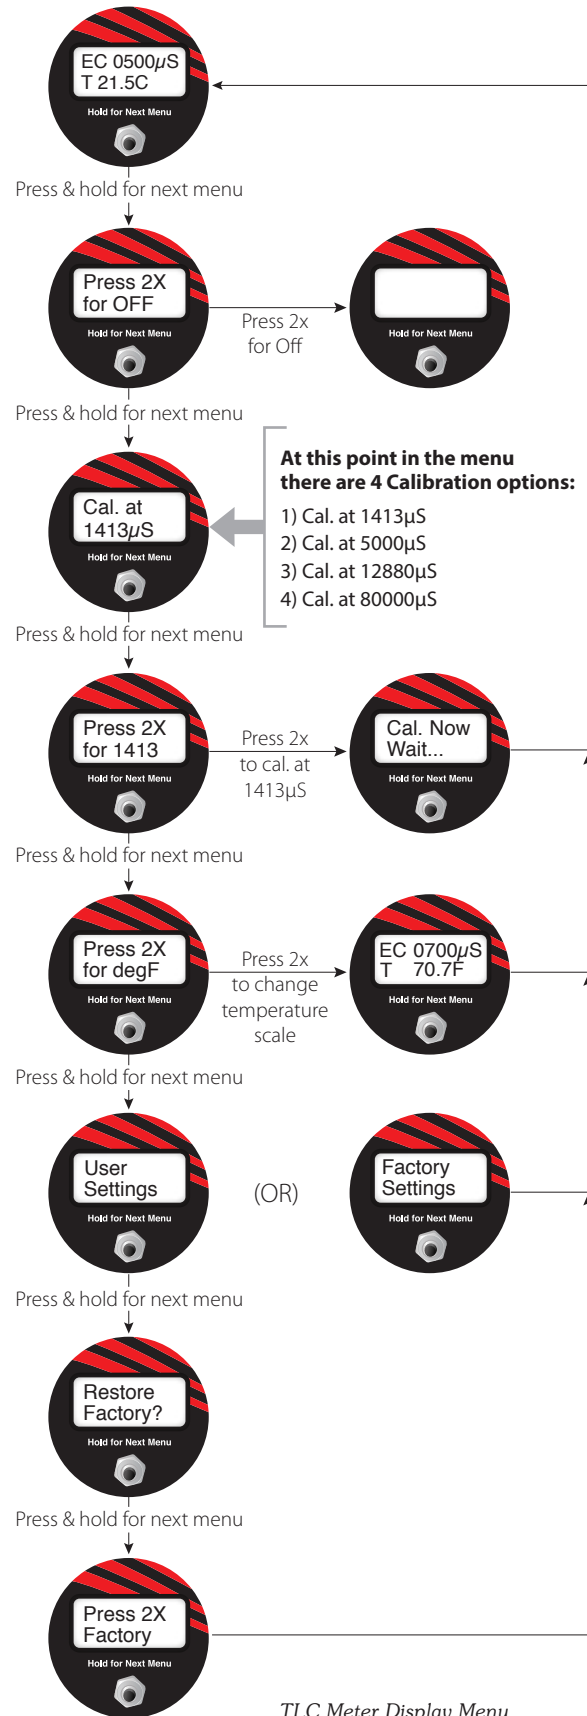 EC 0500µS
T 21.5C
Hold for Next Menu
Press & hold for next menu
Press 2X
for OFF
Hold for Next Menu
Press 2x
for Off
Hold for Next Menu
Press & hold for next menu
Cal. at
1413µS
Hold for Next Menu
At this point in the menu
there are 4 Calibration options:
1) Cal. at 1413µS
2) Cal. at 5000µS
3) Cal. at 12880µS
4) Cal. at 80000µS
Press & hold for next menu
Press 2X
for 1413
Hold for Next Menu
Press 2x
to cal. at
1413µS
Cal. Now
Wait...
Hold for Next Menu
Press & hold for next menu
Press 2X
for degF
Hold for Next Menu
Press 2x
to change
temperature
scale
EC 0700µS
T 70.7F
Hold for Next Menu
Press & hold for next menu
User
Settings
Hold for Next Menu
(OR)
Factory
Settings
Hold for Next Menu
Press & hold for next menu
Restore
Factory?
Hold for Next Menu
Press & hold for next menu
Press 2X
Factory
Hold for Next Menu
TLC Meter Display Menu